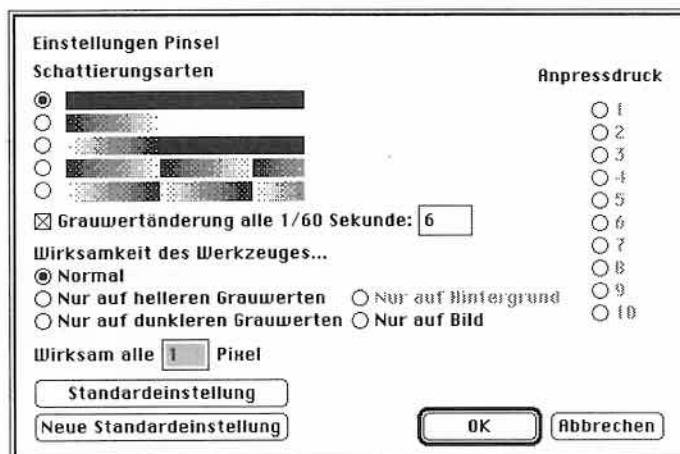 Einstellungen Pinsel
Schattierungsarten
Grauwertänderung alle 1/60 Sekunde: 6
Wirksamkeit des Werkzeuges...
Normal
Nur auf helleren Grauwerten
Nur auf Hintergrund
Nur auf dunkleren Grauwerten
Nur auf Bild
Wirksam alle 1 Pixel
Standardeinstellung
Neue Standardeinstellung
Anpressdruck
1
2
3
4
5
6
7
8
9
10
OK
Abbrechen